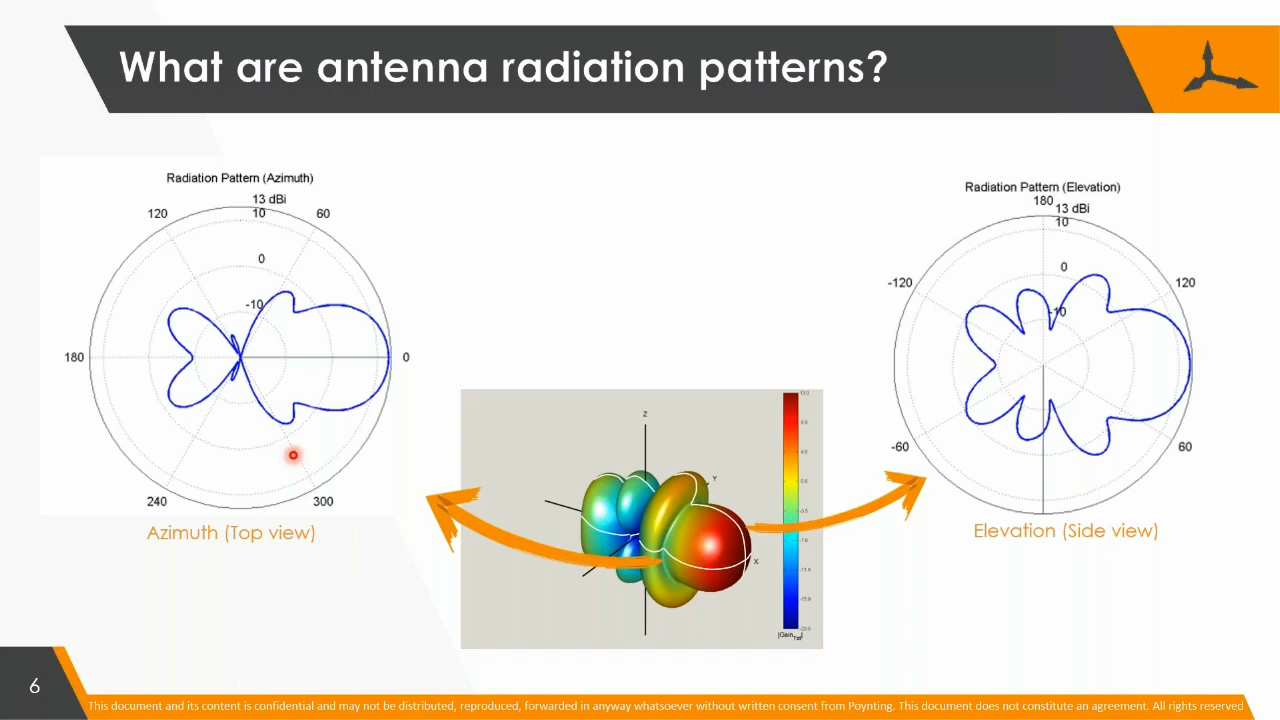 What are antenna radiation patterns?
Radiation Pattern (Azimuth)
13 dBi
10
120
60
0
-10
180
0
240
300
Azimuth (Top view)
Z
Y
X
Radiation Pattern (Elevation)
180
13 dBi
10
0
-120
120
-10
-60
60
Elevation (Side view)
6
This document and its content is confidential and may not be distributed, reproduced, forwarded in anyway whatsoever without written consent from Poynting. This document does not constitute an agreement. All rights reserved